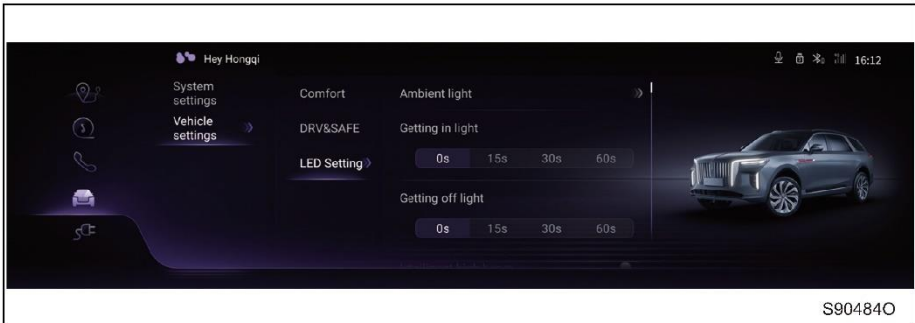 Hey Hongqi
16:12
System
settings
Vehicle
settings
Comfort
DRV&SAFE
LED Setting
Ambient light
Getting in light
0s 15s 30s 60s
Getting off light
0s 15s 30s 60s
S90484O